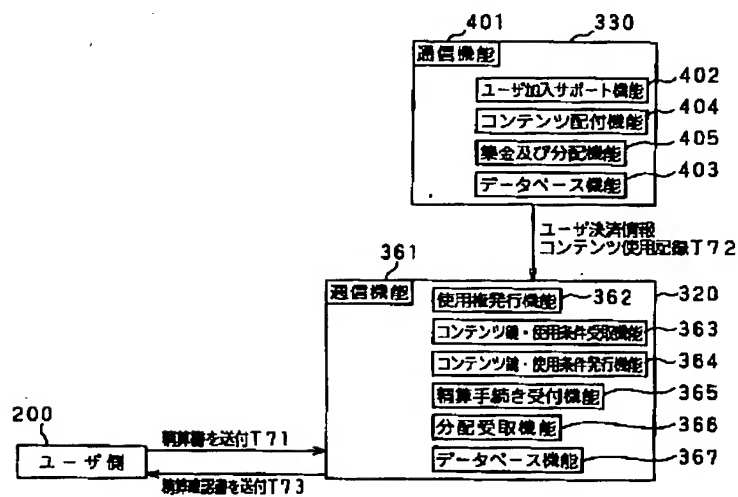 401
330
通信機能
ユーザ加入サポート機能
402
コンテンツ配付機能
404
集金及び分配機能
405
データベース機能
403
ユーザ決済情報
コンテンツ使用記録T72
361
通信機能
使用権発行機能
362
320
コンテンツ鍵・使用条件受取機能
363
コンテンツ鍵・使用条件発行機能
364
精算手続き受付機能
365
分配受取機能
366
データベース機能
367
200
ユーザ側
精算書を送付T71
精算確認書を送付T73